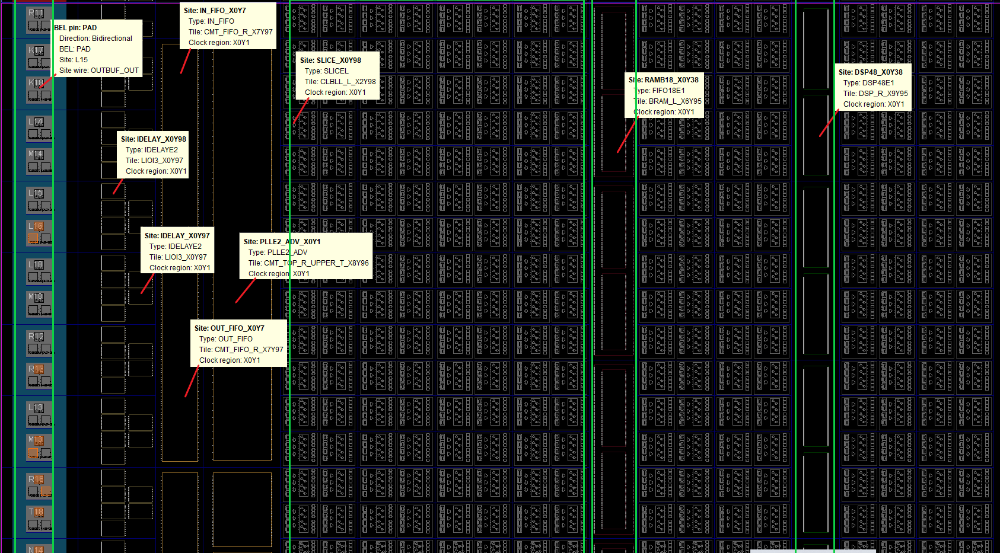 R11
K17
K18
L14
M14
L15
L16
L18
M18
R12
R13
L13
M13
R18
T18
N14
BEL pin: PAD
Direction: Bidirectional
BEL: PAD
Site: L15
Site wire: OUTBUF_OUT
Site: IN_FIFO_X0Y7
Type: IN_FIFO
Tile: CMT_FIFO_R_X7Y97
Clock region: X0Y1
Site: SLICE_X0Y98
Type: SLICEL
Tile: CLBLL_L_X2Y98
Clock region: X0Y1
Site: RAMB18_X0Y38
Type: FIFO18E1
Tile: BRAM_L_X6Y95
Clock region: X0Y1
Site: DSP48_X0Y38
Type: DSP48E1
Tile: DSP_R_X9Y95
Clock region: X0Y1
Site: IDELAY_X0Y98
Type: IDELAYE2
Tile: LIOI3_X0Y97
Clock region: X0Y1
Site: IDELAY_X0Y97
Type: IDELAYE2
Tile: LIOI3_X0Y97
Clock region: X0Y1
Site: PLLE2_ADV_X0Y1
Type: PLLE2_ADV
Tile: CMT_TOP_R_UPPER_T_X8Y96
Clock region: X0Y1
Site: OUT_FIFO_X0Y7
Type: OUT_FIFO
Tile: CMT_FIFO_R_X7Y97
Clock region: X0Y1